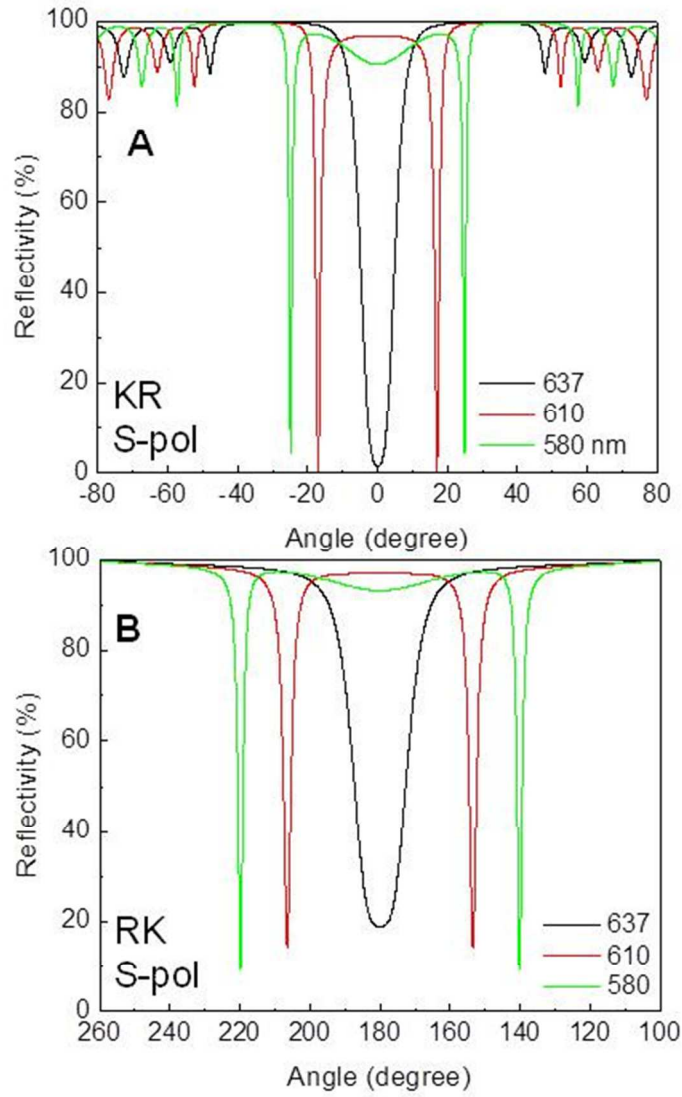 100
80
60
40
20
0
Reflectivity (%)
A
KR
S-pol
637
610
580 nm
-80 -60 -40 -20 0 20 40 60 80
Angle (degree)
100
80
60
40
20
0
Reflectivity (%)
B
RK
S-pol
637
610
580
260 240 220 200 180 160 140 120 100
Angle (degree)